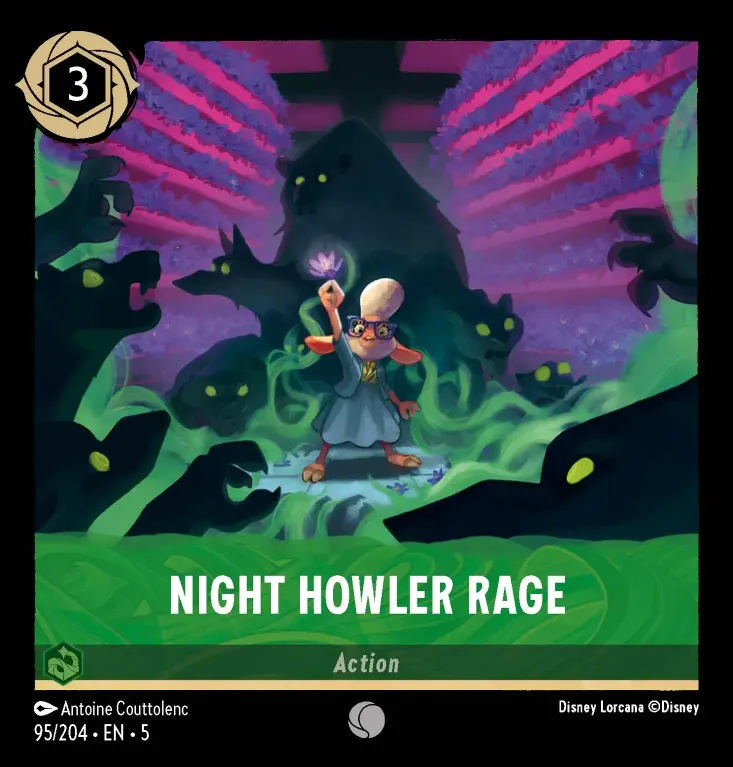 3
NIGHT HOWLER RAGE
Action
Antoine Couttolenc
Disney Lorcana ©Disney
95/204 • EN • 5